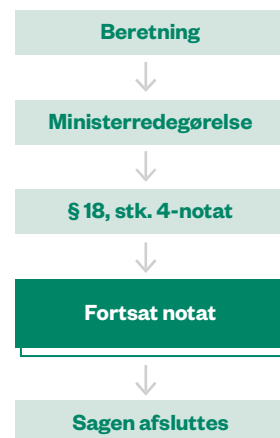 Beretning
Ministerredegørelse
§ 18, stk. 4-notat
Fortsat notat
Sagen afsluttes